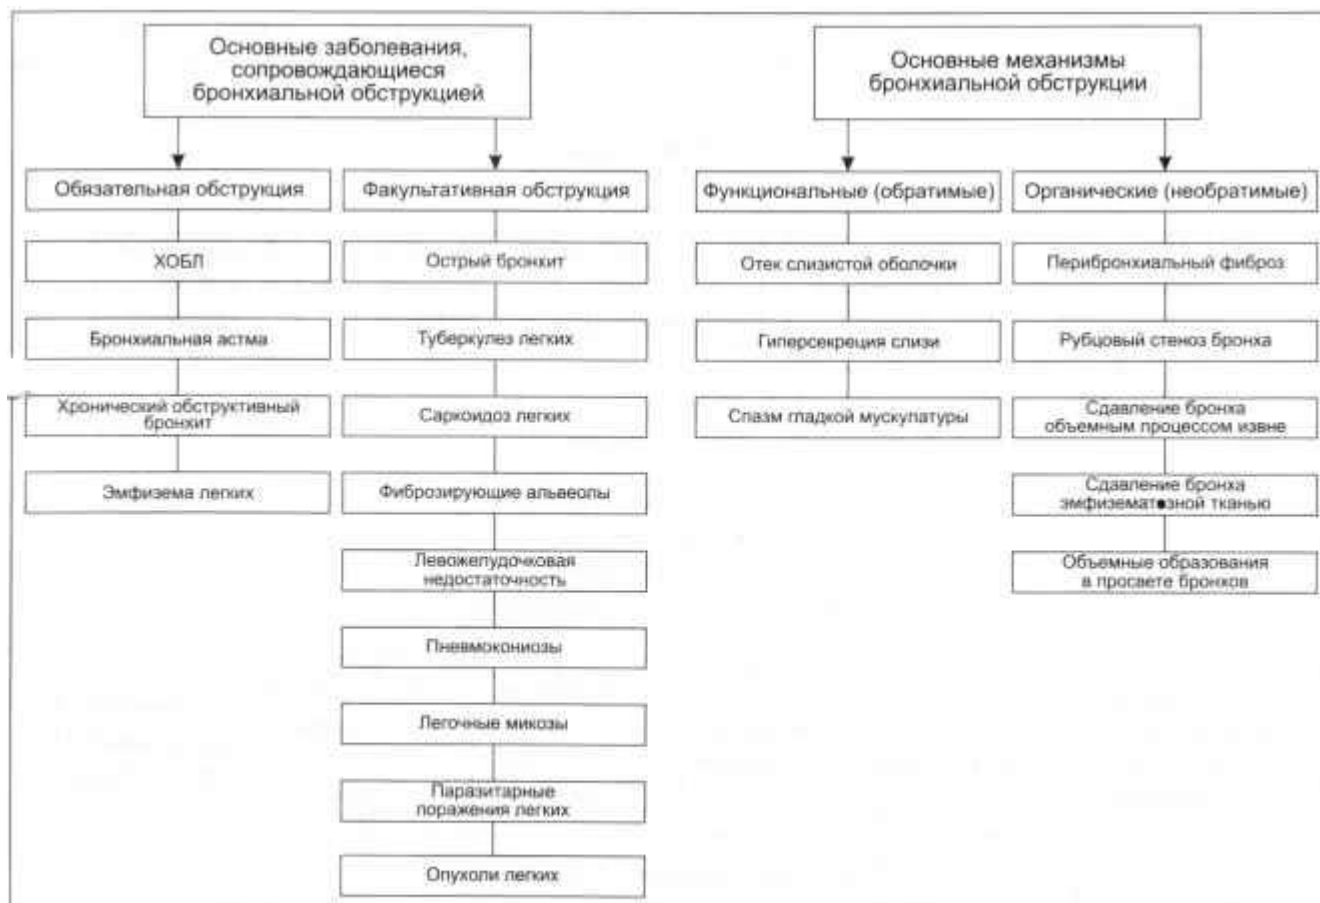 Основные заболевания,
сопровождающиеся
бронхиальной обструкцией
Обязательная обструкция
ХОБЛ
Бронхиальная астма
Хронический обструктивный
бронхит
Эмфизема легких
Факультативная обструкция
Острый бронхит
Туберкулез легких
Саркоидоз легких
Фиброзирующие альвеолы
Левожелудочковая
недостаточность
Пневмокониозы
Легочные микозы
Паразитарные
поражения легких
Опухоли легких
Основные механизмы
бронхиальной обструкции
Функциональные (обратимые)
Отек слизистой оболочки
Гиперсекреция слизи
Спазм гладкой мускулатуры
Органические (необратимые)
Перибронхиальный фиброз
Рубцовый стеноз бронха
Сдавление бронха
объемным процессом извне
Сдавление бронха
эмфизематозной тканью
Объемные образования
в просвете бронхов